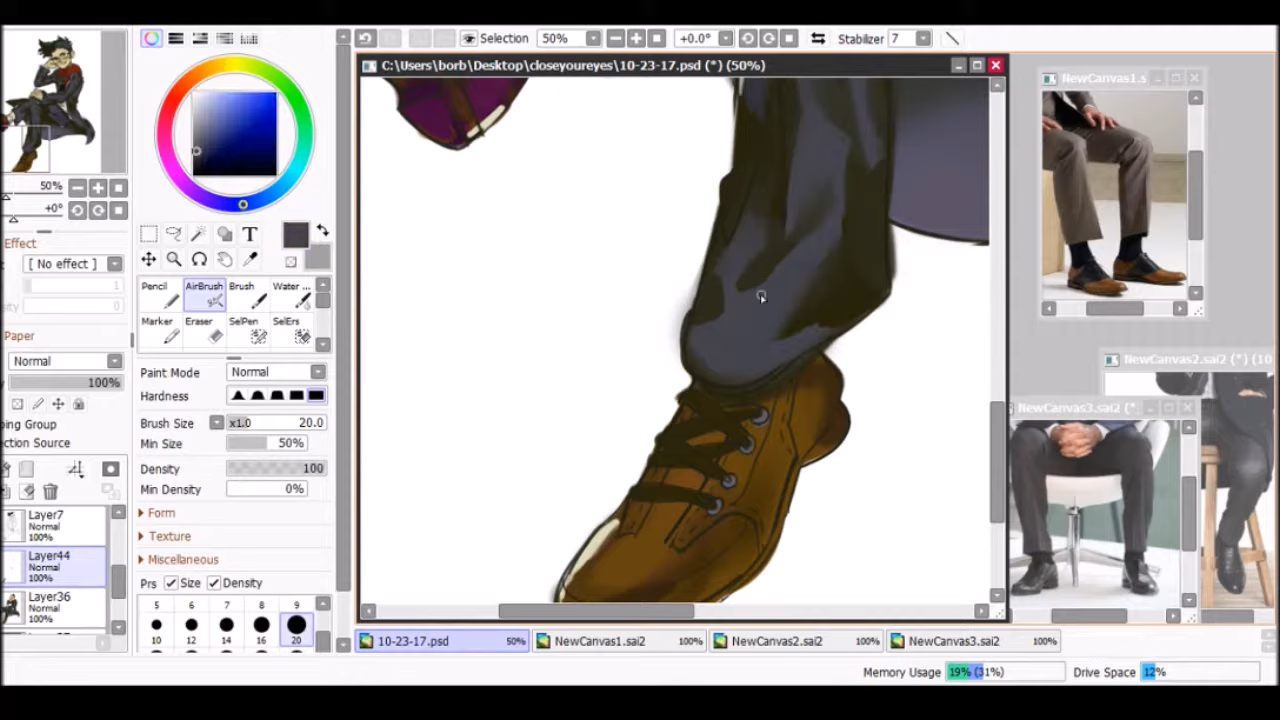 Selection 50% +0.0° Stabilizer 7
C:\Users\borb\Desktop\closeyoureyes\10-23-17.psd (*) (50%)
NewCanvas1.s
50%
+0°
Effect
[ No effect ]
1
0
Paper
Normal
100%
ping Group
ection Source
Layer7
Normal
100%
Layer44
Normal
100%
Layer36
Normal
100%
T
Pencil AirBrush Brush Water ...
Marker Eraser SelPen SelErs
Paint Mode Normal
Hardness
Brush Size x1.0 20.0
Min Size 50%
Density 100
Min Density 0%
Form
Texture
Miscellaneous
Prs Size Density
5 6 7 8 9
10 12 14 16 20
NewCanvas2.sai2 (*) (10
NewCanvas3.sai2 (*
10-23-17.psd 50% NewCanvas1.sai2 100% NewCanvas2.sai2 100% NewCanvas3.sai2 100%
Memory Usage 19% (31%) Drive Space 12%